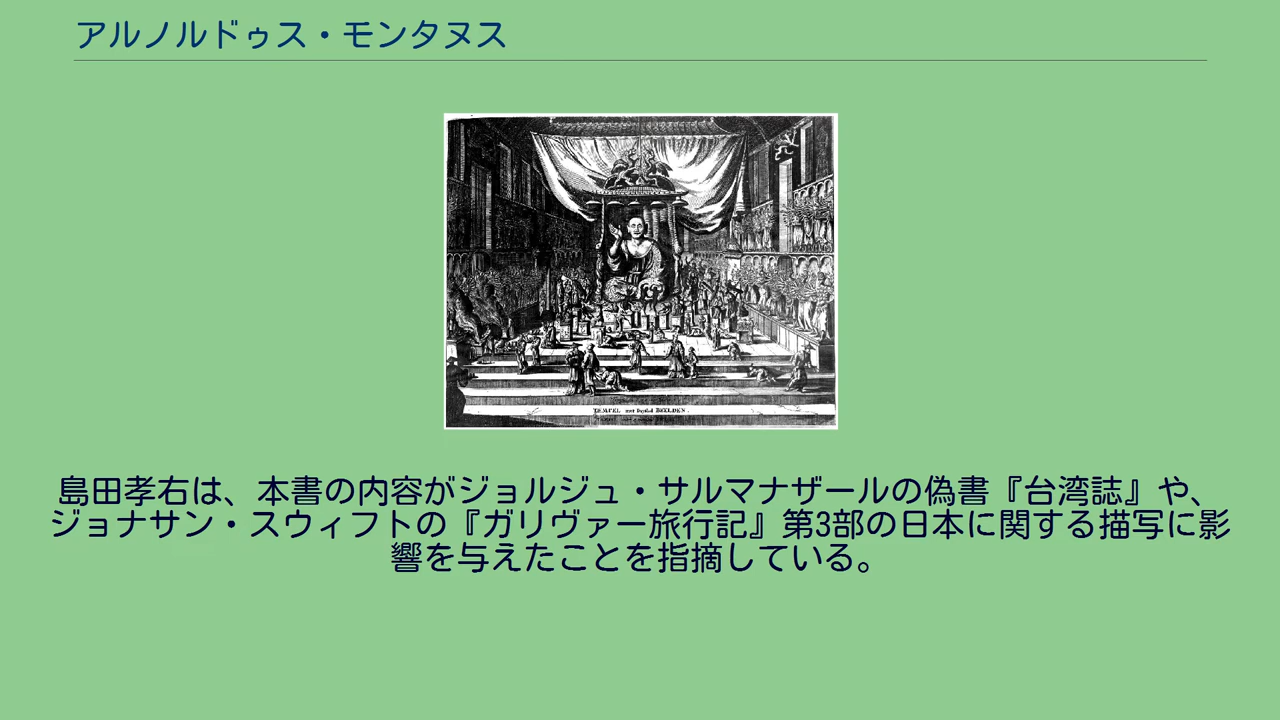 アルノルドゥス・モンタヌス
TEMPEL met Duysend BEELDEN.
島田孝右は、本書の内容がジョルジュ・サルマナザールの偽書『台湾誌』や、
ジョナサン・スウィフトの『ガリヴァー旅行記』第3部の日本に関する描写に影
響を与えたことを指摘している。